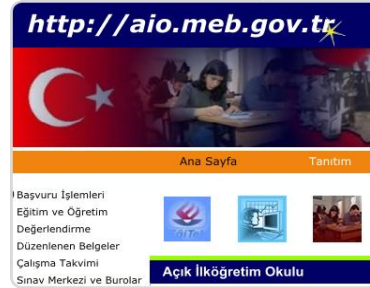 http://aio.meb.gov.tr
Ana Sayfa
Tanıtım
Başvuru İşlemleri
Eğitim ve Öğretim
Değerlendirme
Düzenlenen Belgeler
Çalışma Takvimi
Sınav Merkezi ve Burolar
Açık İlköğretim Okulu